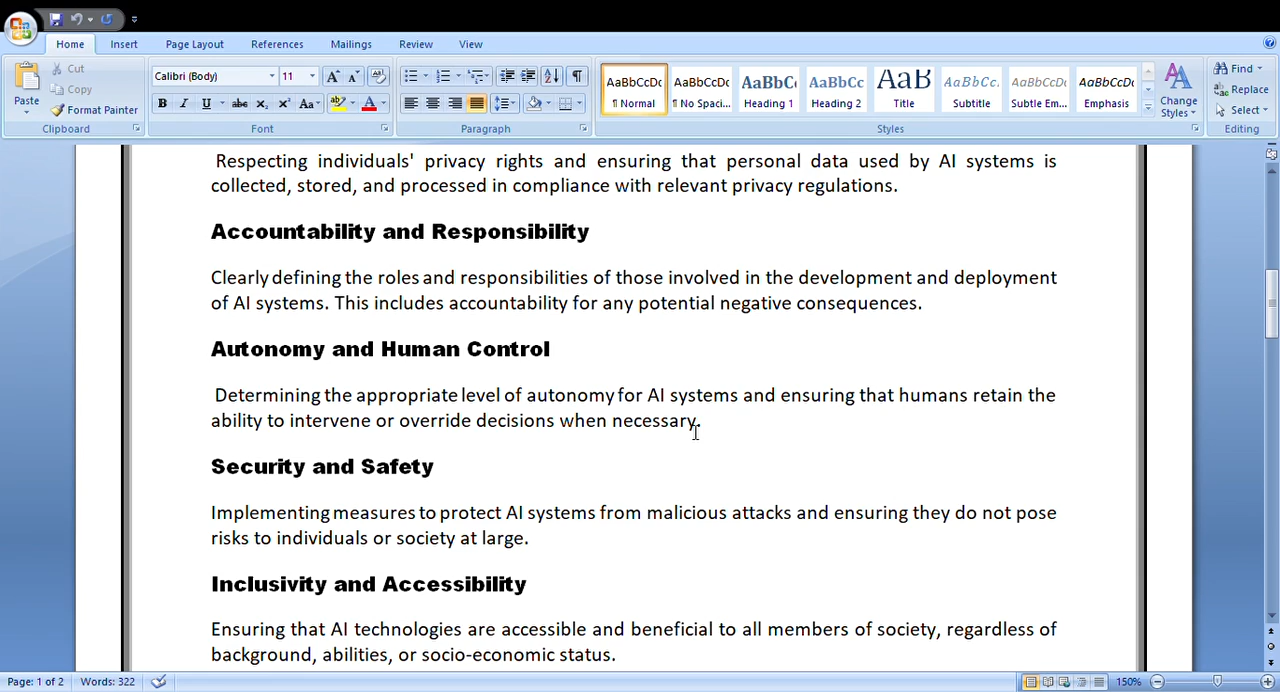 Home Insert Page Layout References Mailings Review View
Cut
Copy
Paste
Format Painter
Clipboard
Calibri (Body) 11
B I U abc X₂ X² Aa
Font
Paragraph
AaBbCcDc AaBbCcDc AaBbC AaBbCc AaB AaBbCc. AaBbCcDc AaBbCcDc
¶ Normal ¶ No Spaci... Heading 1 Heading 2 Title Subtitle Subtle Em... Emphasis
Change Styles
Styles
Find
Replace
Select
Editing
Respecting individuals' privacy rights and ensuring that personal data used by AI systems is
collected, stored, and processed in compliance with relevant privacy regulations.
Accountability and Responsibility
Clearly defining the roles and responsibilities of those involved in the development and deployment
of AI systems. This includes accountability for any potential negative consequences.
Autonomy and Human Control
Determining the appropriate level of autonomy for AI systems and ensuring that humans retain the
ability to intervene or override decisions when necessary.
Security and Safety
Implementing measures to protect AI systems from malicious attacks and ensuring they do not pose
risks to individuals or society at large.
Inclusivity and Accessibility
Ensuring that AI technologies are accessible and beneficial to all members of society, regardless of
background, abilities, or socio-economic status.
Page: 1 of 2 Words: 322 150%